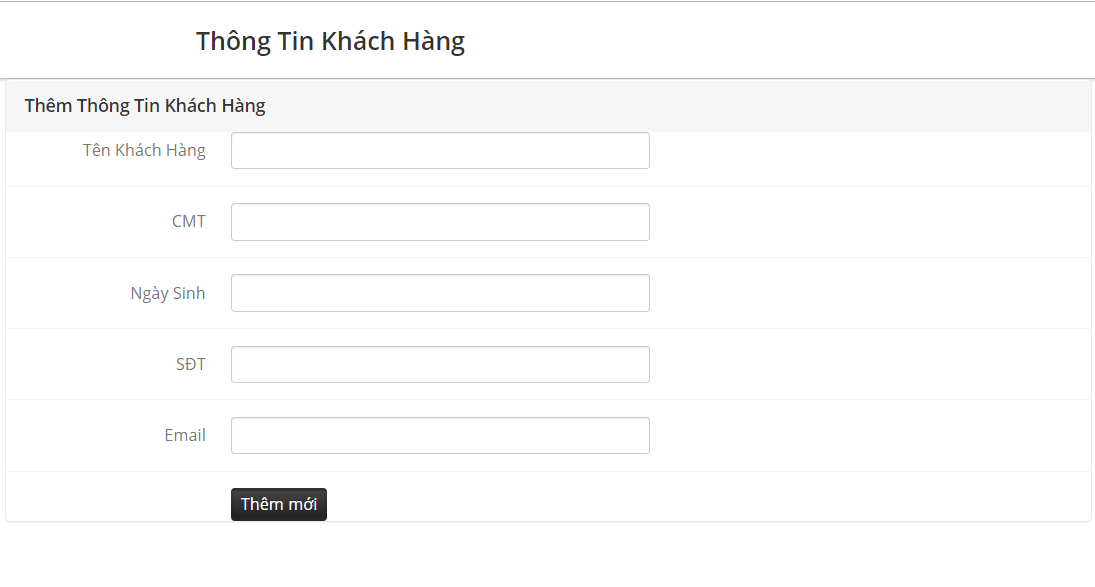 Thông Tin Khách Hàng
Thêm Thông Tin Khách Hàng
Tên Khách Hàng
CMT
Ngày Sinh
SĐT
Email
Thêm mới